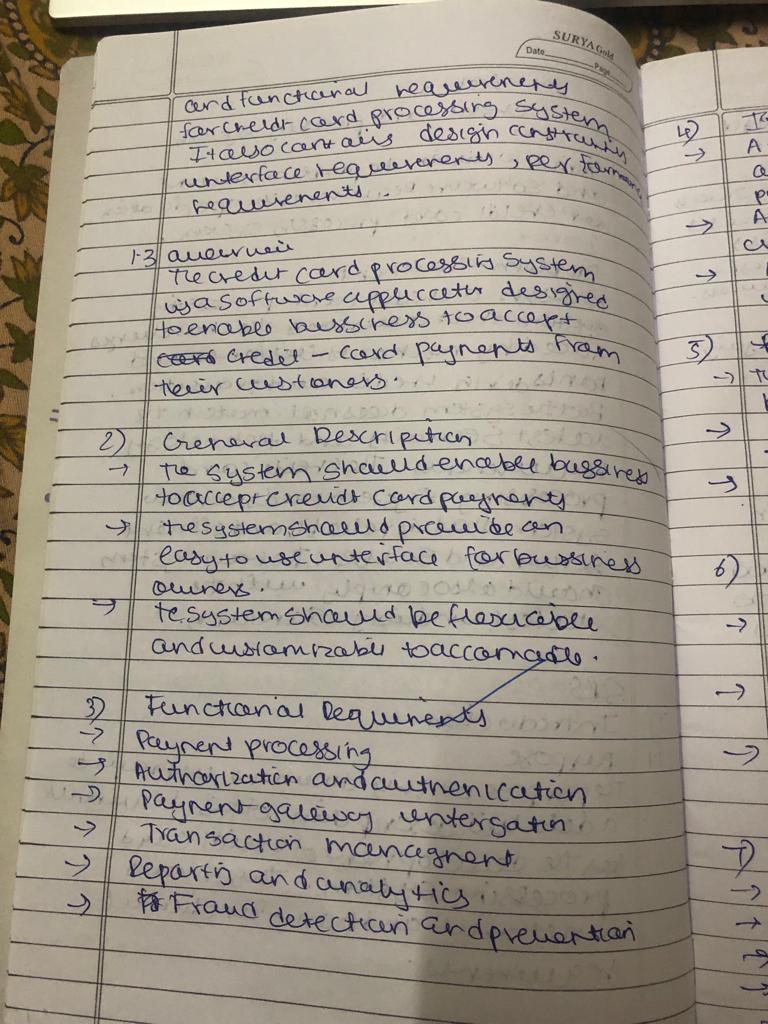 SURYA Gold
Date
Page
and functional requirements
for credit card processing system
It also contains design constraints
interface requirements, performance
requirements.
1.3 overview
The credit card processing system
is a software application designed
to enable bussiness to accept
credit - card payments from
their customers.
2) General Description
→ The system should enable bussiness
to accept credit card payments
→ the system should provide an
easy to use interface for bussiness
owners.
→ the system should be flexible
and customizable to accomodate.
3) Functional Requirements
→ Payment processing
→ Authorization and authenication
→ Payment gateway intergation
→ Transaction managment
→ Reports and analytics.
→ Fraud detection and prevention
4)
→ A
→ A
→
5)
→
→
→
6)
→
→
→
7)
→
→
→
→